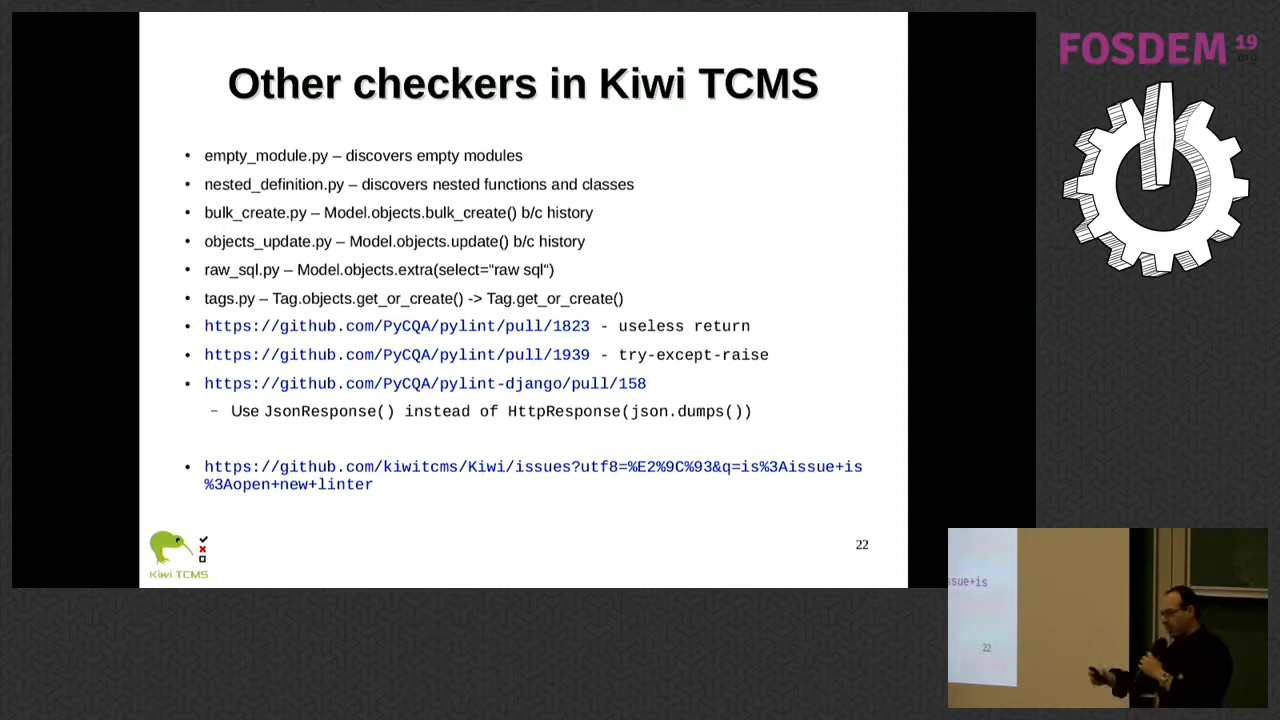 FOSDEM 19
.org
Other checkers in Kiwi TCMS
• empty_module.py – discovers empty modules
• nested_definition.py – discovers nested functions and classes
• bulk_create.py – Model.objects.bulk_create() b/c history
• objects_update.py – Model.objects.update() b/c history
• raw_sql.py – Model.objects.extra(select="raw sql")
• tags.py – Tag.objects.get_or_create() -> Tag.get_or_create()
• https://github.com/PyCQA/pylint/pull/1823 - useless return
• https://github.com/PyCQA/pylint/pull/1939 - try-except-raise
• https://github.com/PyCQA/pylint-django/pull/158
– Use JsonResponse() instead of HttpResponse(json.dumps())
• https://github.com/kiwitcms/Kiwi/issues?utf8=%E2%9C%93&q=is%3Aissue+is
%3Aopen+new+linter
Kiwi TCMS
22
ssue+is
22